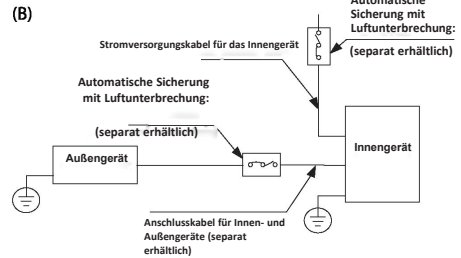 (B)
Automatische
Sicherung mit
Luftunterbrechung:
(separat erhältlich)
Stromversorgungskabel für das Innengerät
Automatische Sicherung
mit Luftunterbrechung:
(separat erhältlich)
Außengerät
Innengerät
Anschlusskabel für Innen- und
Außengeräte (separat
erhältlich)